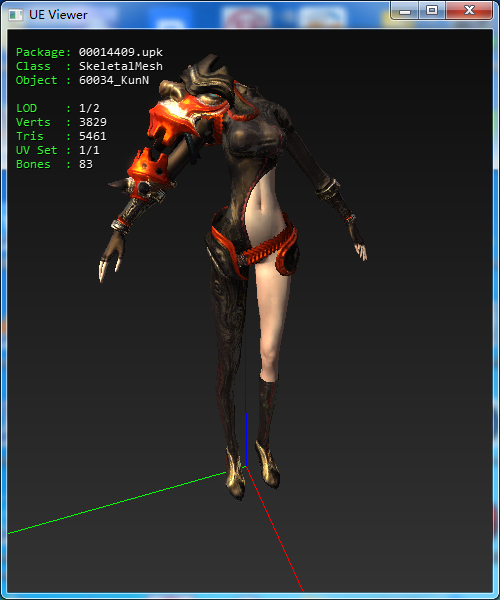 UE Viewer
Package: 00014409.upk
Class : SkeletalMesh
Object : 60034_KunN
LOD : 1/2
Verts : 3829
Tris : 5461
UV Set : 1/1
Bones : 83